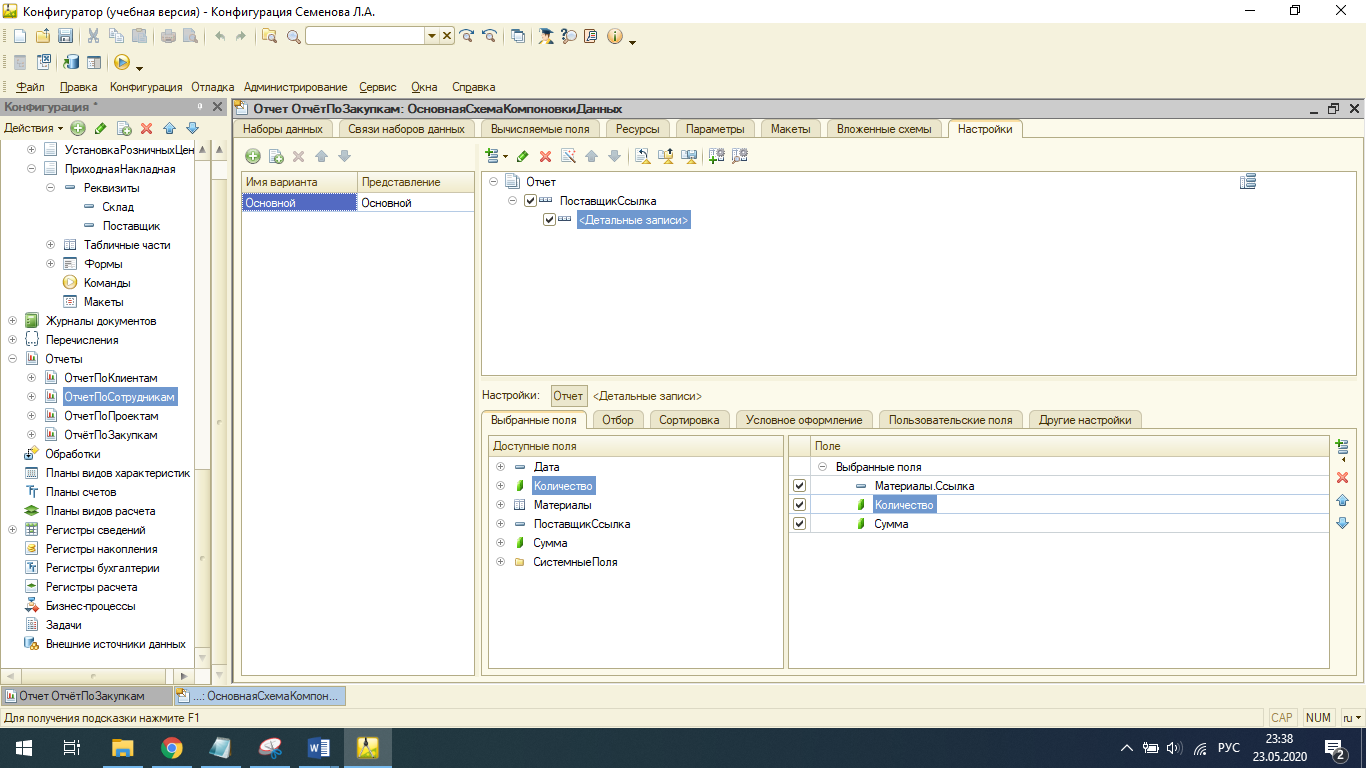 Конфигуратор (учебная версия) - Конфигурация Семенова Л.А.
Файл Правка Конфигурация Отладка Администрирование Сервис Окна Справка
Конфигурация *
Действия
УстановкаРозничныхЦен
ПриходнаяНакладная
Реквизиты
Склад
Поставщик
Табличные части
Формы
Команды
Макеты
Журналы документов
Перечисления
Отчеты
ОтчетПоКлиентам
ОтчетПоСотрудникам
ОтчетПоПроектам
ОтчётПоЗакупкам
Обработки
Планы видов характеристик
Планы счетов
Планы видов расчета
Регистры сведений
Регистры накопления
Регистры бухгалтерии
Регистры расчета
Бизнес-процессы
Задачи
Внешние источники данных
Отчет ОтчётПоЗакупкам: ОсновнаяСхемаКомпоновкиДанных
Наборы данных Связи наборов данных Вычисляемые поля Ресурсы Параметры Макеты Вложенные схемы Настройки
Имя варианта Представление
Основной Основной
Отчет
ПоставщикСсылка
<Детальные записи>
Настройки: Отчет <Детальные записи>
Выбранные поля Отбор Сортировка Условное оформление Пользовательские поля Другие настройки
Доступные поля
Дата
Количество
Материалы
ПоставщикСсылка
Сумма
СистемныеПоля
Поле
Выбранные поля
Материалы.Ссылка
Количество
Сумма
Отчет ОтчётПоЗакупкам ...: ОсновнаяСхемаКомпон...
Для получения подсказки нажмите F1 CAP NUM ru
РУС 23:38
23.05.2020 2